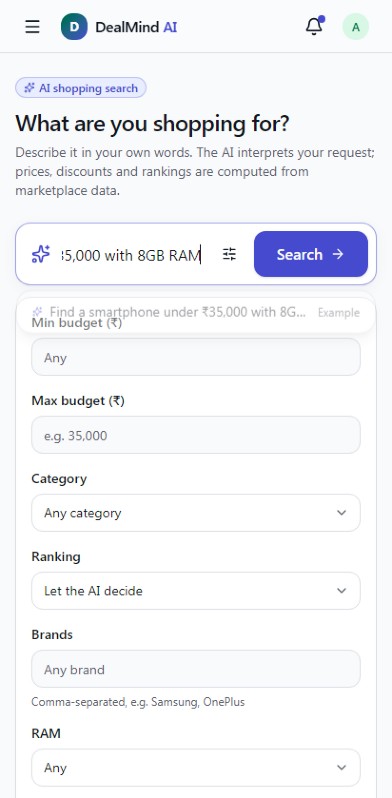 D DealMind AI
A
AI shopping search
What are you shopping for?
Describe it in your own words. The AI interprets your request;
prices, discounts and rankings are computed from
marketplace data.
35,000 with 8GB RAM
Search →
Find a smartphone under ₹35,000 with 8G... Example
Min budget (₹)
Any
Max budget (₹)
e.g. 35,000
Category
Any category
Ranking
Let the AI decide
Brands
Any brand
Comma-separated, e.g. Samsung, OnePlus
RAM
Any